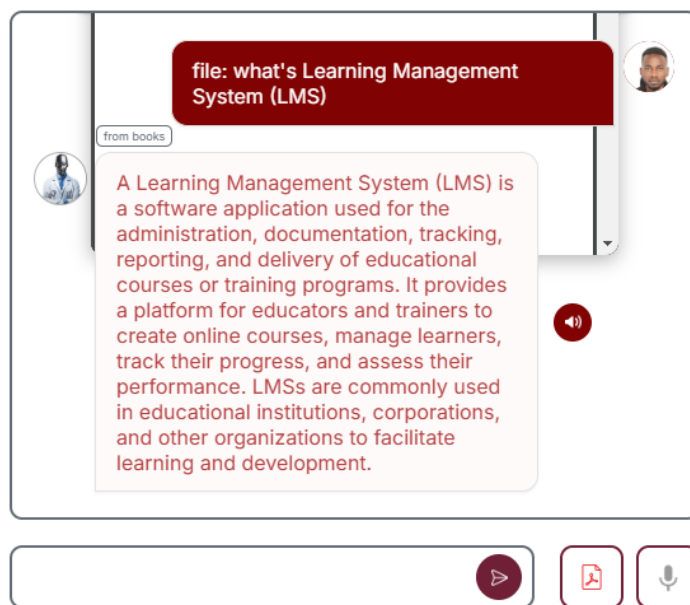 file: what's Learning Management
System (LMS)
from books
A Learning Management System (LMS) is
a software application used for the
administration, documentation, tracking,
reporting, and delivery of educational
courses or training programs. It provides
a platform for educators and trainers to
create online courses, manage learners,
track their progress, and assess their
performance. LMSs are commonly used
in educational institutions, corporations,
and other organizations to facilitate
learning and development.